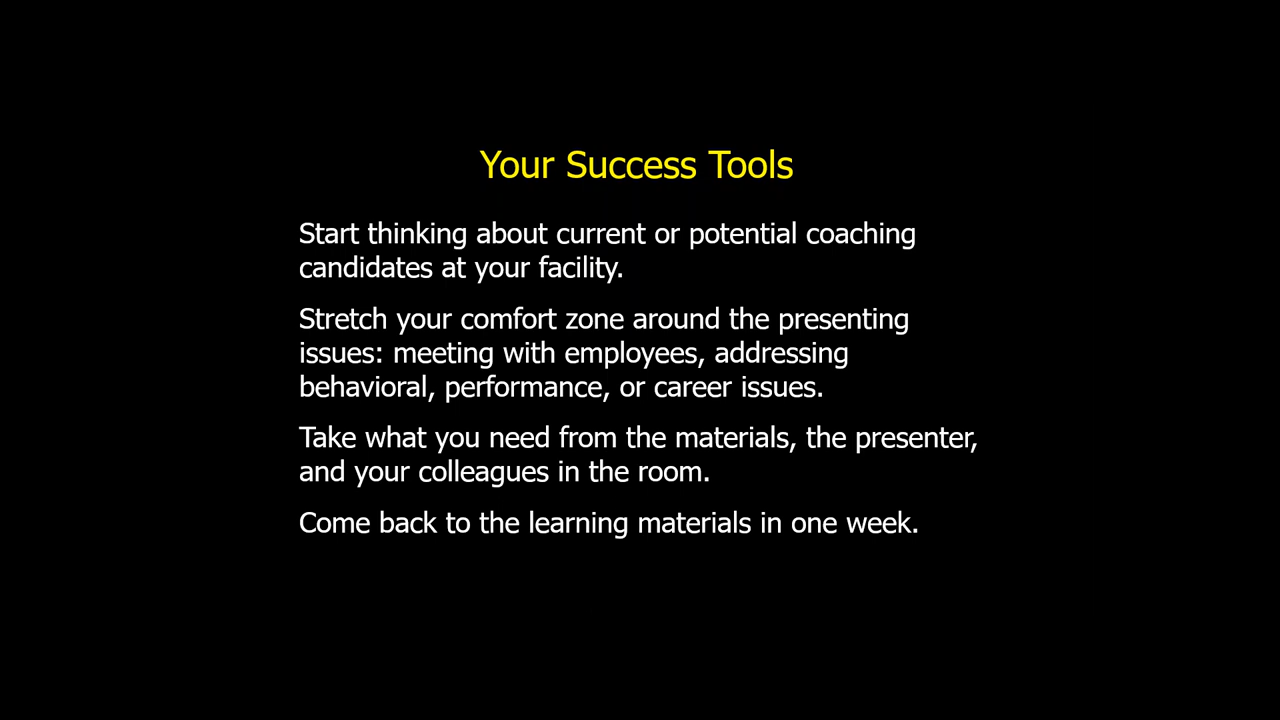 Your Success Tools
Start thinking about current or potential coaching
candidates at your facility.
Stretch your comfort zone around the presenting
issues: meeting with employees, addressing
behavioral, performance, or career issues.
Take what you need from the materials, the presenter,
and your colleagues in the room.
Come back to the learning materials in one week.